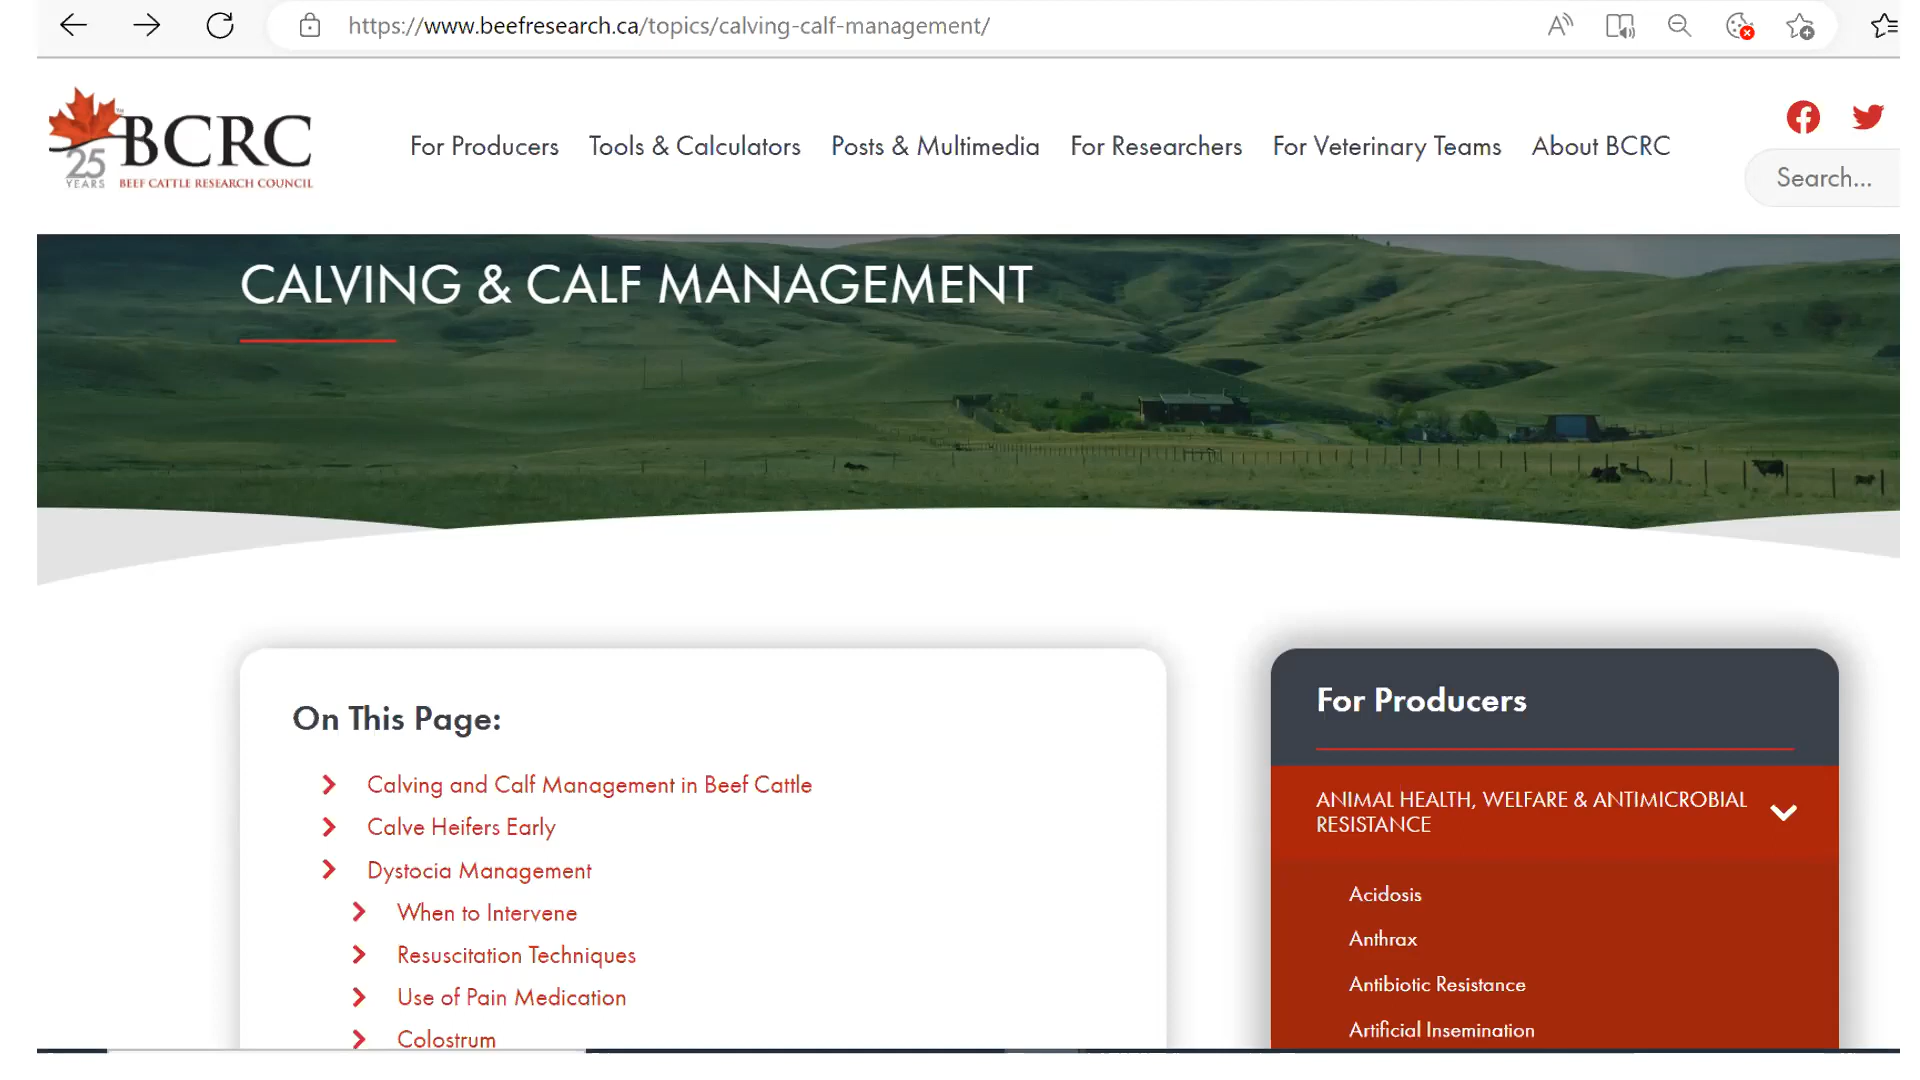 https://www.beefresearch.ca/topics/calving-calf-management/
25
YEARS
BCRC
BEEF CATTLE RESEARCH COUNCIL
For Producers
Tools & Calculators
Posts & Multimedia
For Researchers
For Veterinary Teams
About BCRC
Search...
CALVING & CALF MANAGEMENT
On This Page:
Calving and Calf Management in Beef Cattle
Calve Heifers Early
Dystocia Management
When to Intervene
Resuscitation Techniques
Use of Pain Medication
Colostrum
For Producers
ANIMAL HEALTH, WELFARE & ANTIMICROBIAL
RESISTANCE
Acidosis
Anthrax
Antibiotic Resistance
Artificial Insemination